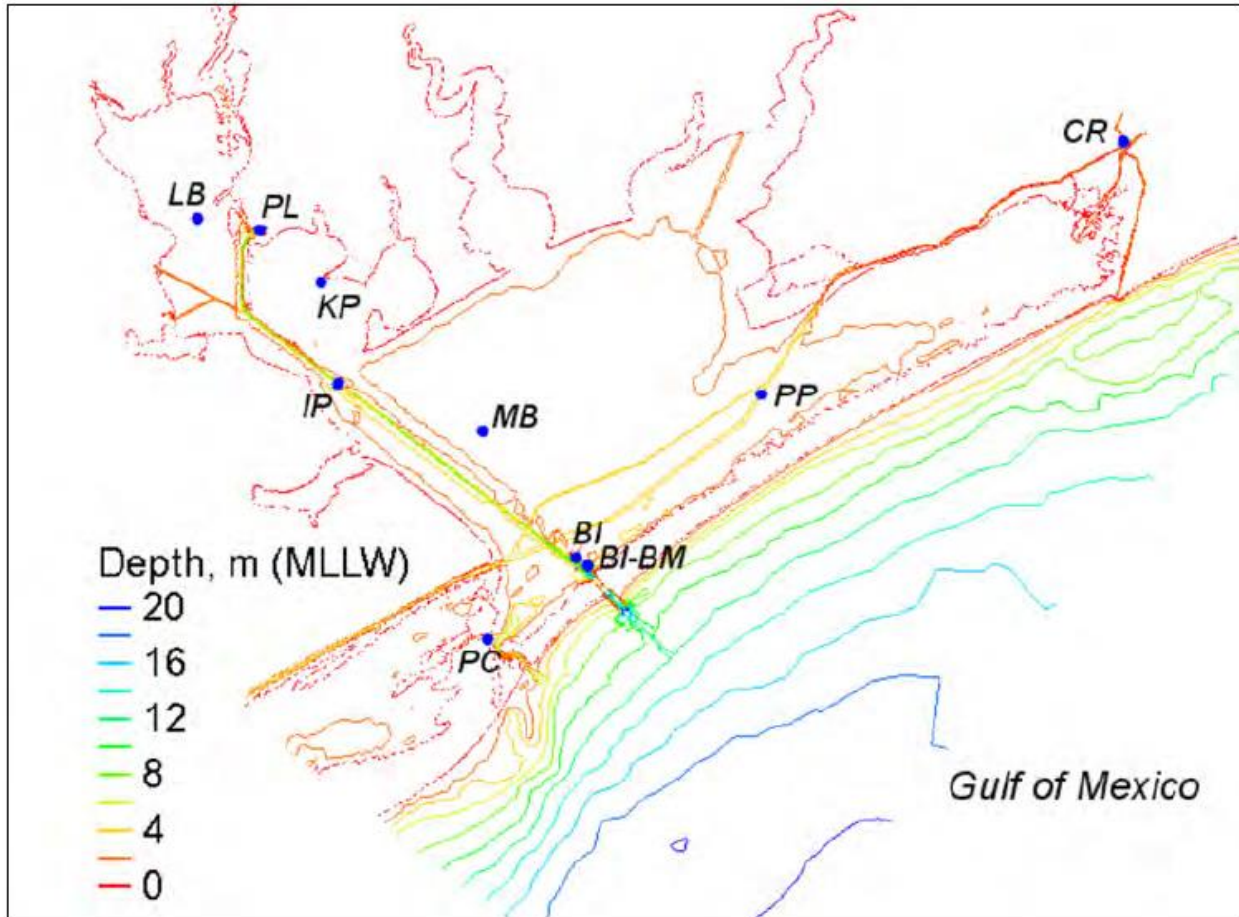 CR
LB
PL
KP
IP
MB
PP
BI
BI-BM
Depth, m (MLLW)
20
16
12
8
4
0
PC
Gulf of Mexico